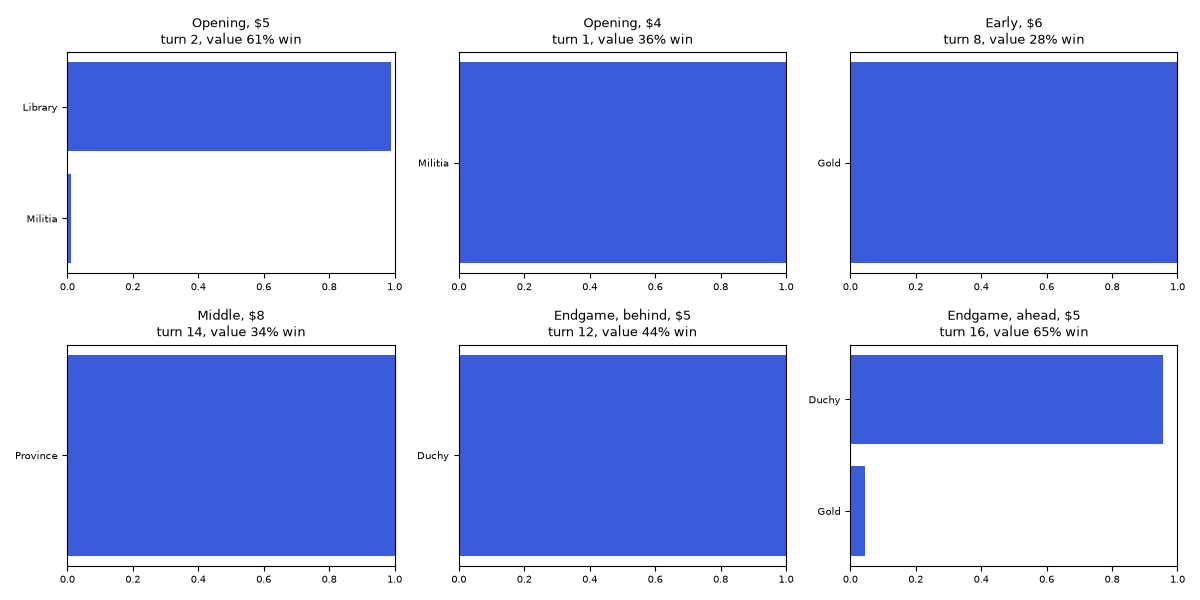 Opening, $5
turn 2, value 61% win
Library
Militia
0.0 0.2 0.4 0.6 0.8 1.0
Opening, $4
turn 1, value 36% win
Militia
0.0 0.2 0.4 0.6 0.8 1.0
Early, $6
turn 8, value 28% win
Gold
0.0 0.2 0.4 0.6 0.8 1.0
Middle, $8
turn 14, value 34% win
Province
0.0 0.2 0.4 0.6 0.8 1.0
Endgame, behind, $5
turn 12, value 44% win
Duchy
0.0 0.2 0.4 0.6 0.8 1.0
Endgame, ahead, $5
turn 16, value 65% win
Duchy
Gold
0.0 0.2 0.4 0.6 0.8 1.0